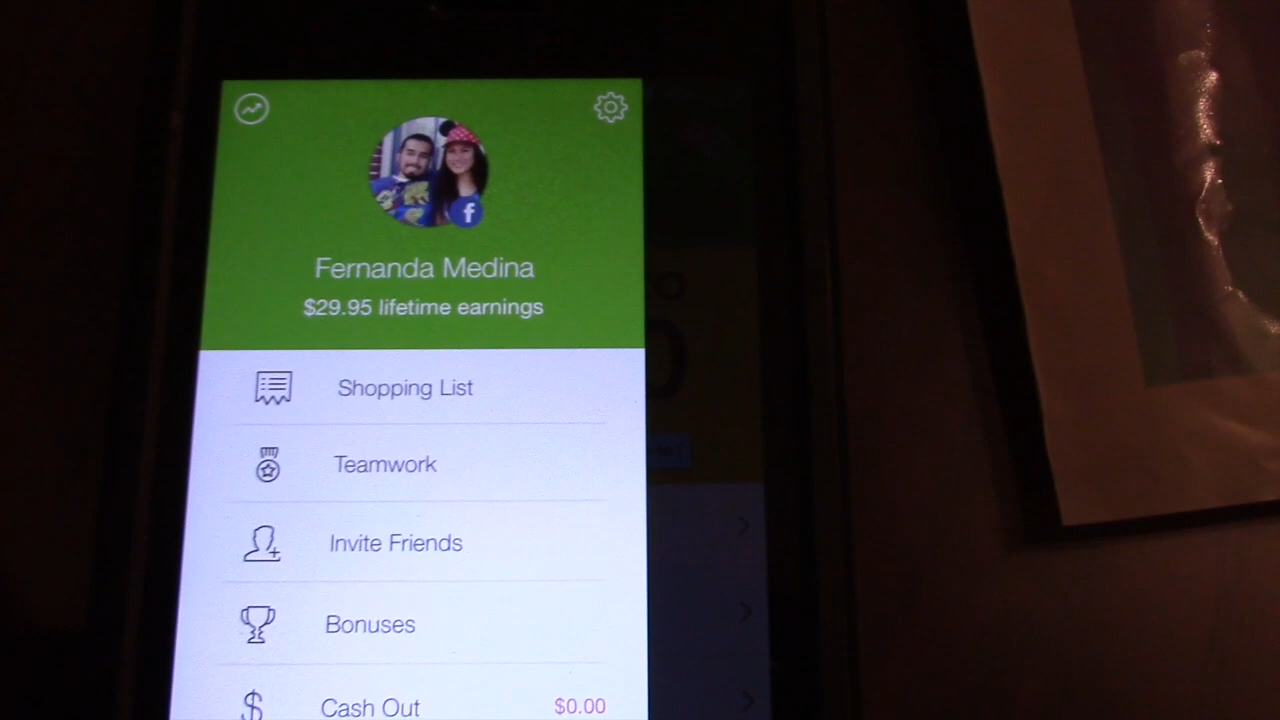 f
Fernanda Medina
$29.95 lifetime earnings
Shopping List
Teamwork
Invite Friends
Bonuses
Cash Out $0.00